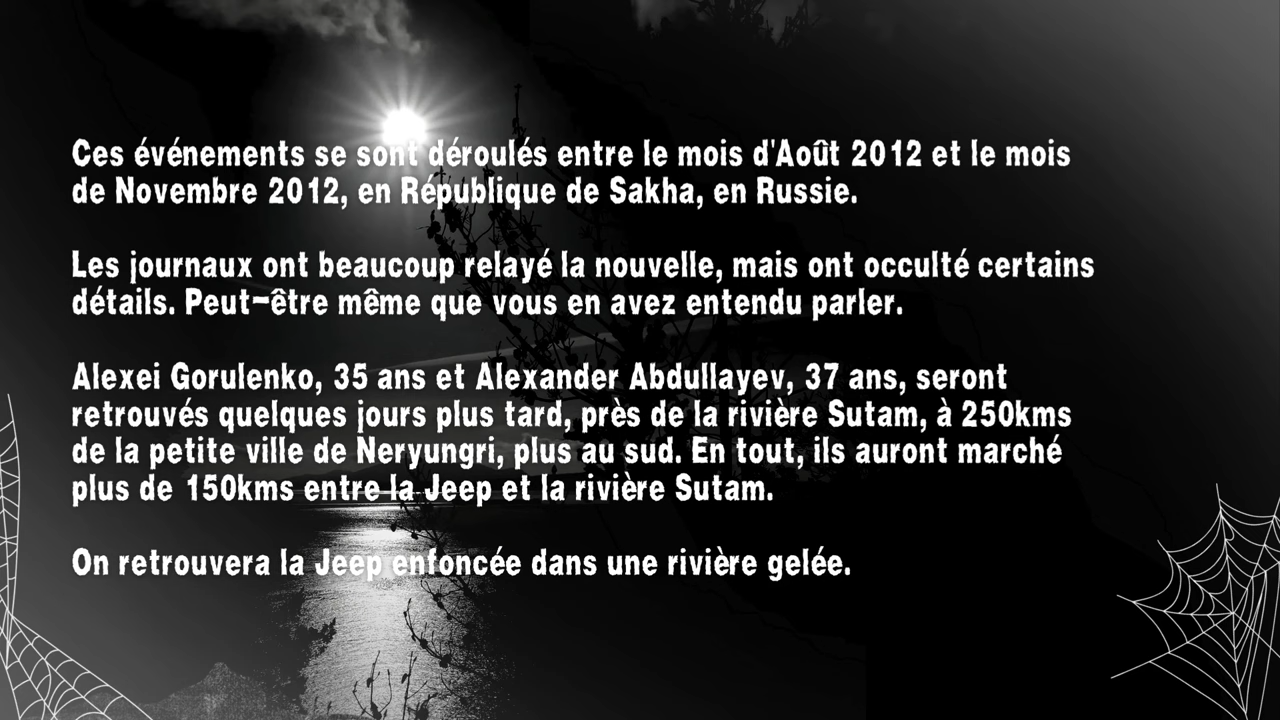 Ces événements se sont déroulés entre le mois d'Août 2012 et le mois
de Novembre 2012, en République de Sakha, en Russie.
Les journaux ont beaucoup relayé la nouvelle, mais ont occulté certains
détails. Peut-être même que vous en avez entendu parler.
Alexei Gorulenko, 35 ans et Alexander Abdullayev, 37 ans, seront
retrouvés quelques jours plus tard, près de la rivière Sutam, à 250kms
de la petite ville de Neryungri, plus au sud. En tout, ils auront marché
plus de 150kms entre la Jeep et la rivière Sutam.
On retrouvera la Jeep enfoncée dans une rivière gelée.